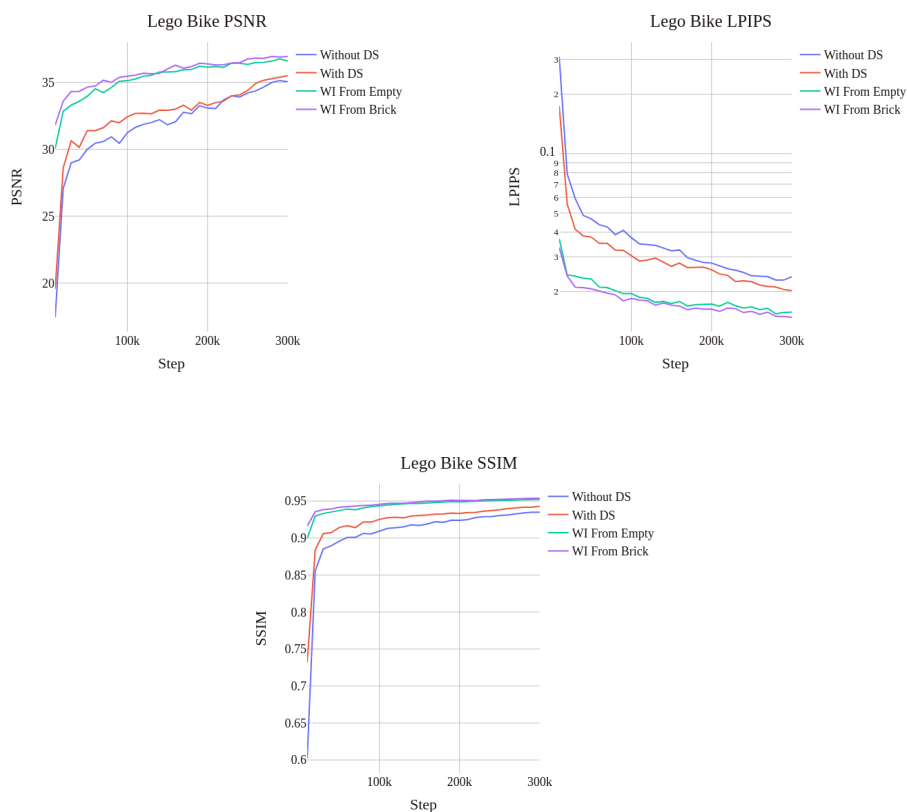 Lego Bike PSNR
35
30
25
20
PSNR
100k
200k
300k
Step
Without DS
With DS
WI From Empty
WI From Brick
Lego Bike LPIPS
3
2
0.1
9
8
7
6
5
4
3
2
LPIPS
100k
200k
300k
Step
Without DS
With DS
WI From Empty
WI From Brick
Lego Bike SSIM
0.95
0.9
0.85
0.8
0.75
0.7
0.65
0.6
SSIM
100k
200k
300k
Step
Without DS
With DS
WI From Empty
WI From Brick